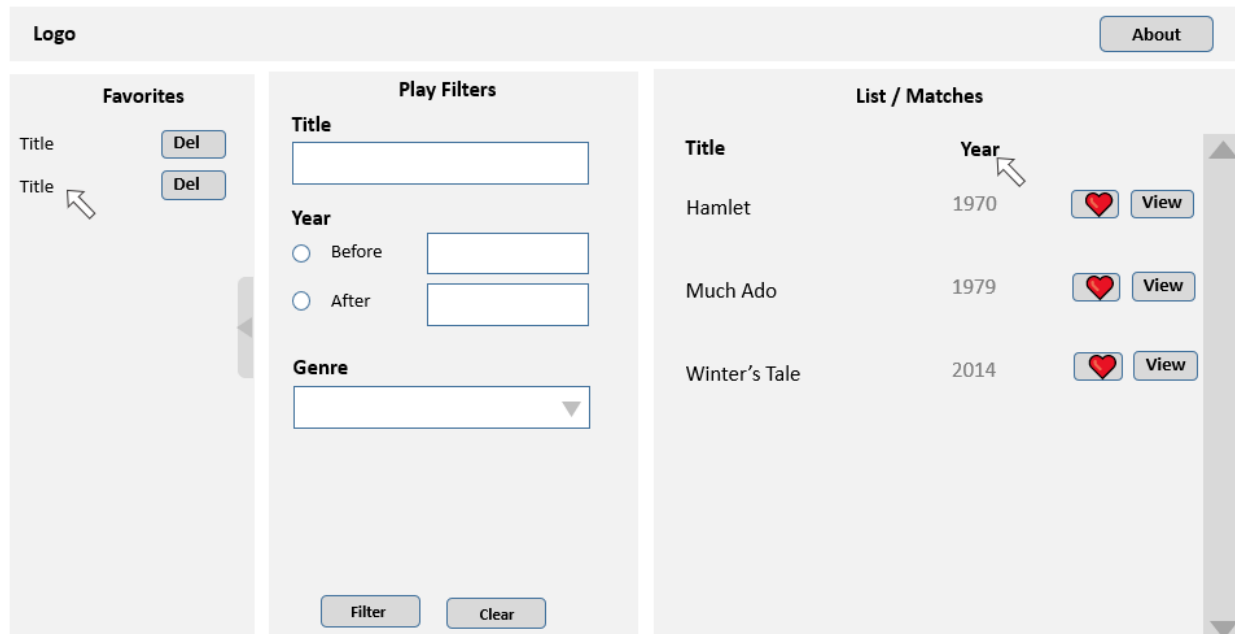 Logo
About
Favorites
Title Del
Title Del
Play Filters
Title
Year
Before
After
Genre
Filter Clear
List / Matches
Title Year
Hamlet 1970 View
Much Ado 1979 View
Winter's Tale 2014 View